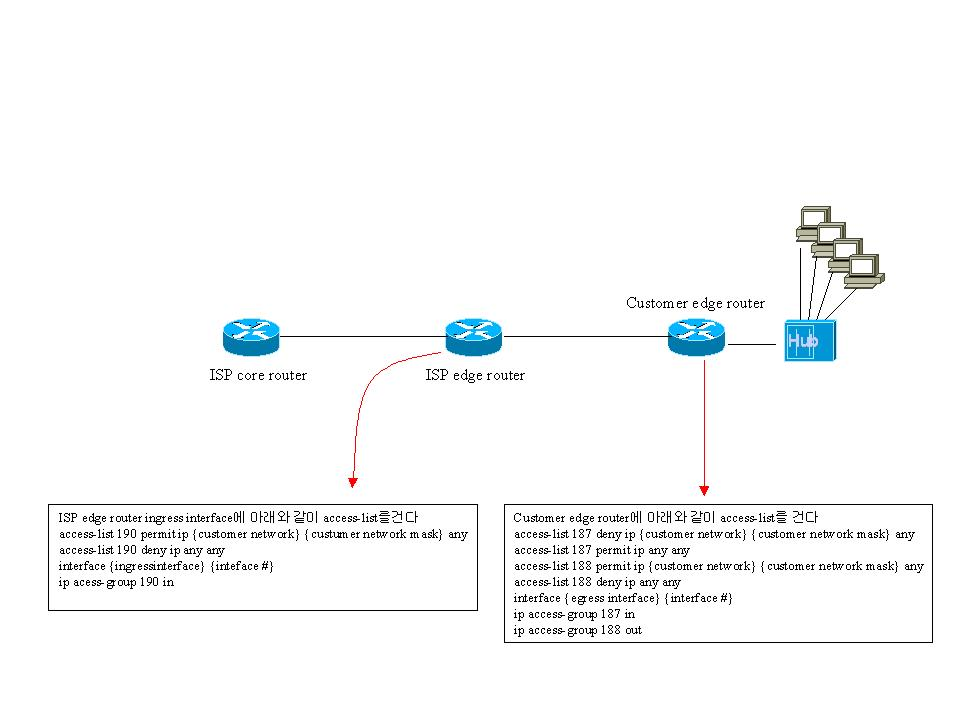 Customer edge router
Hub
ISP core router
ISP edge router
ISP edge router ingress interface에 아래와 같이 access-list를건다
access-list 190 permit ip {customer network} {custumer network mask} any
access-list 190 deny ip any any
interface {ingressinterface} {inteface #}
ip acess-group 190 in
Customer edge router에 아래와 같이 access-list를 건다
access-list 187 deny ip {customer network} {customer network mask} any
access-list 187 permit ip any any
access-list 188 permit ip {customer network} {customer network mask} any
access-list 188 deny ip any any
interface {egress interface} {interface #}
ip access-group 187 in
ip access-group 188 out